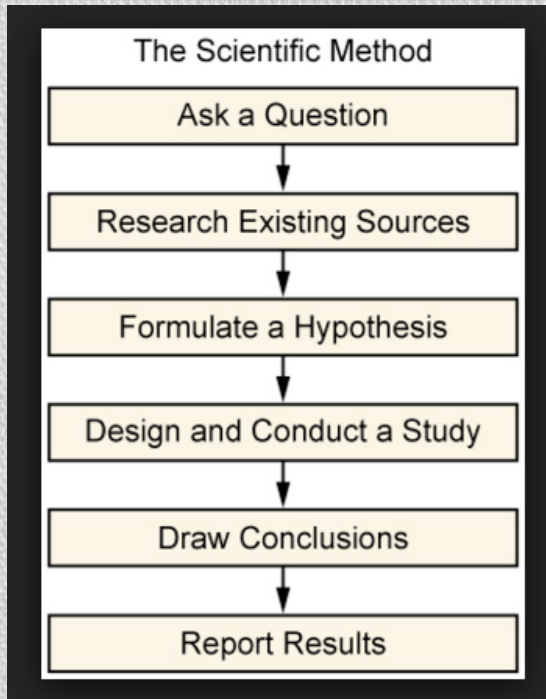 The Scientific Method
Ask a Question
Research Existing Sources
Formulate a Hypothesis
Design and Conduct a Study
Draw Conclusions
Report Results